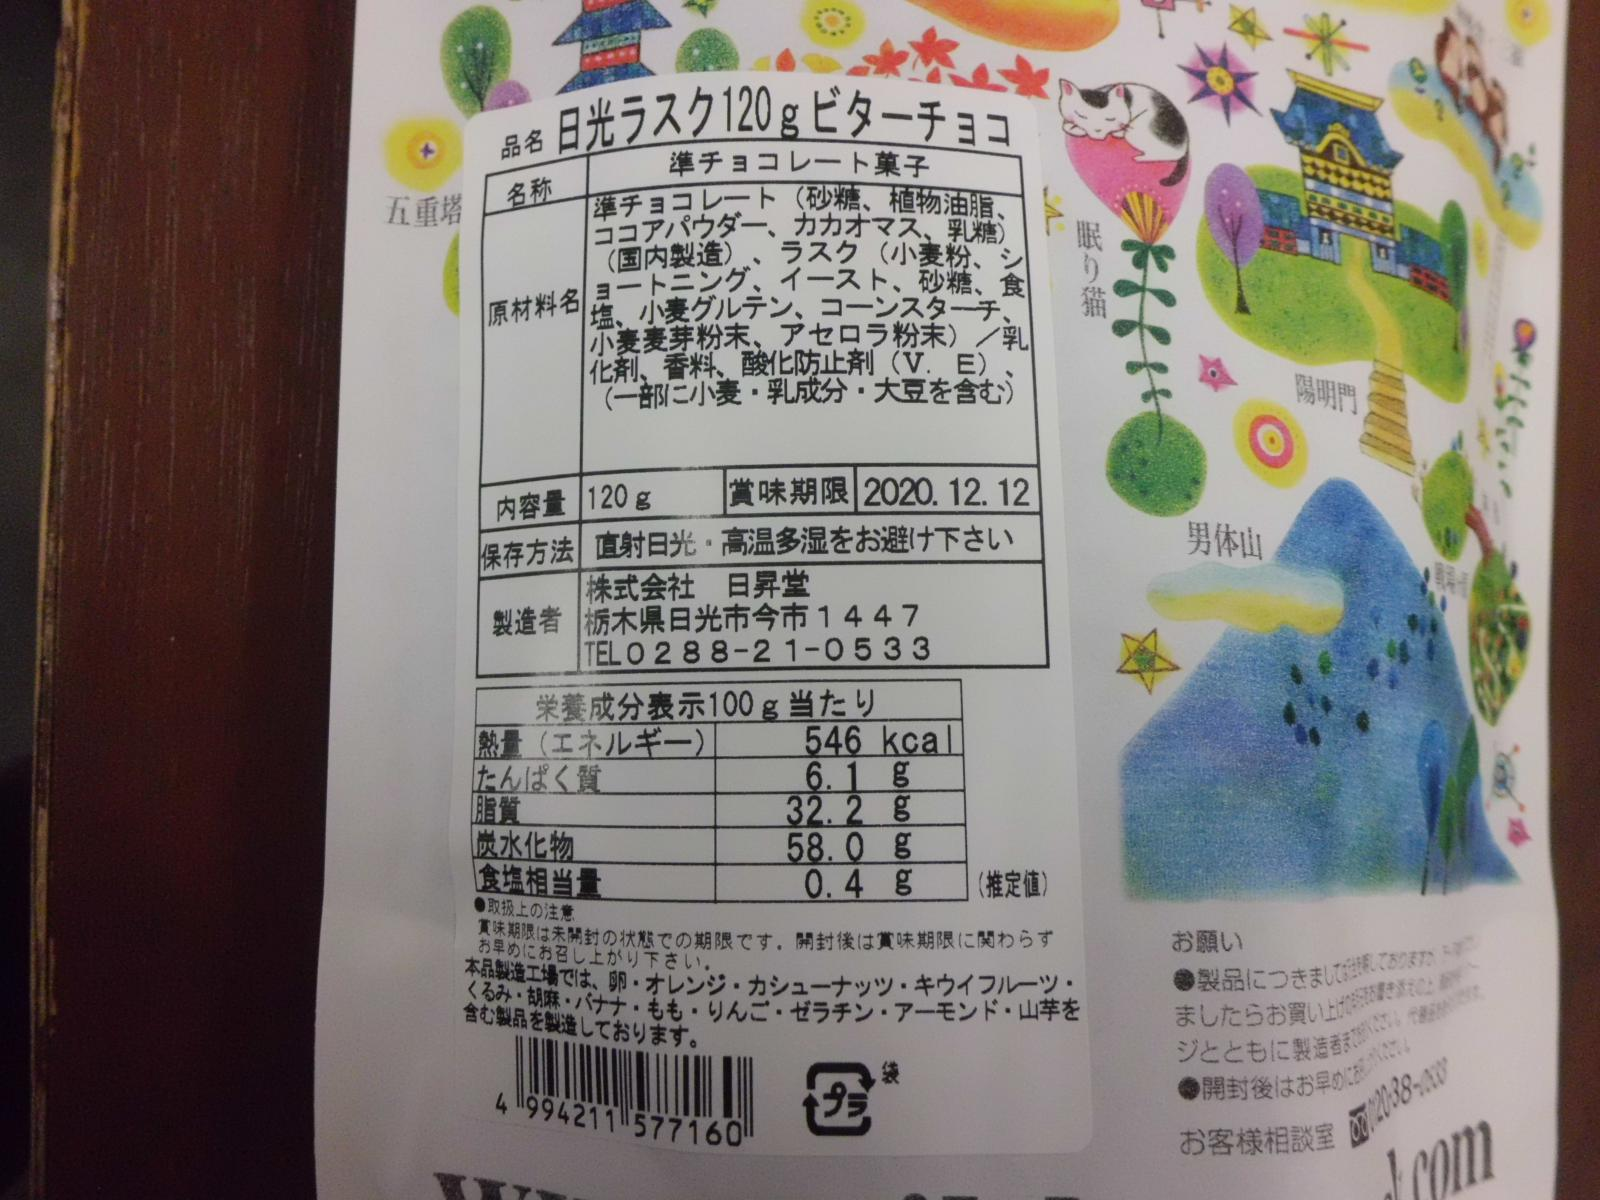 品名 日光ラスク120gビターチョコ
名称 準チョコレート菓子
原材料名
準チョコレート（砂糖、植物油脂、
ココアパウダー、カカオマス、乳糖）
（国内製造）、ラスク（小麦粉、シ
ョートニング、イースト、砂糖、食
塩、小麦グルテン、コーンスターチ、
小麦麦芽粉末、アセロラ粉末）／乳
化剤、香料、酸化防止剤（V．E）、
（一部に小麦・乳成分・大豆を含む）
内容量 120g 賞味期限 2020.12.12
保存方法 直射日光・高温多湿をお避け下さい
製造者
株式会社 日昇堂
栃木県日光市今市１４４７
TEL０２８８-２１-０５３３
栄養成分表示100g当たり
熱量（エネルギー） 546 kcal
たんぱく質 6.1 g
脂質 32.2 g
炭水化物 58.0 g
食塩相当量 0.4 g (推定値)
●取扱上の注意
賞味期限は未開封の状態での期限です。開封後は賞味期限に関わらず
お早めにお召し上がり下さい。
本品製造工場では、卵・オレンジ・カシューナッツ・キウイフルーツ・
くるみ・胡麻・バナナ・もも・りんご・ゼラチン・アーモンド・山芋を
含む製品を製造しております。
4 994211 577160
プラ 袋
五重塔
眠り猫
陽明門
男体山
お願い
●製品につきまして
ましたらお買い上げ
ジとともに製造者まで
●開封後はお早めに
お客様相談室 0120-38-0533
.com